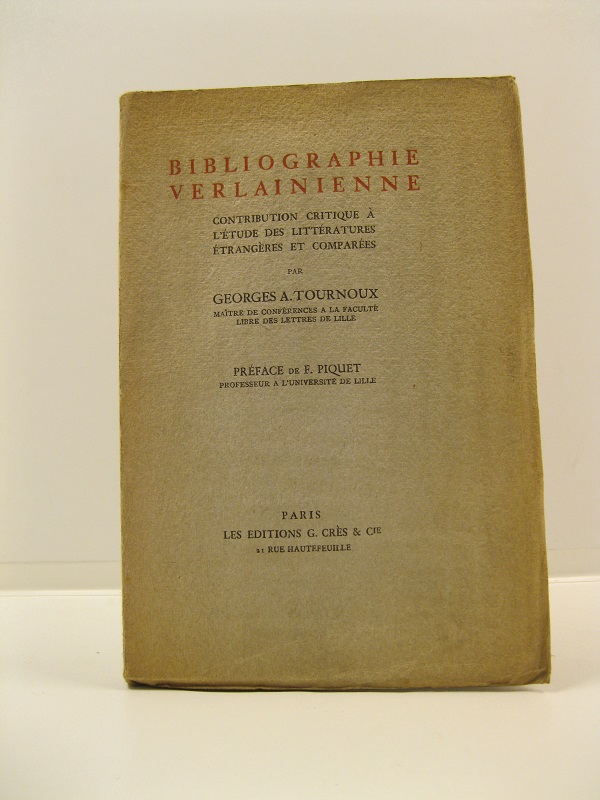 BIBLIOGRAPHIE
VERLAINIENNE
CONTRIBUTION CRITIQUE À
L'ÉTUDE DES LITTÉRATURES
ÉTRANGÈRES ET COMPARÉES
PAR
GEORGES A. TOURNOUX
MAÎTRE DE CONFÉRENCES A LA FACULTÉ
LIBRE DES LETTRES DE LILLE
PRÉFACE DE F. PIQUET
PROFESSEUR A L'UNIVERSITÉ DE LILLE
PARIS
LES EDITIONS G. CRÈS & CIE
21 RUE HAUTEFEUILLE